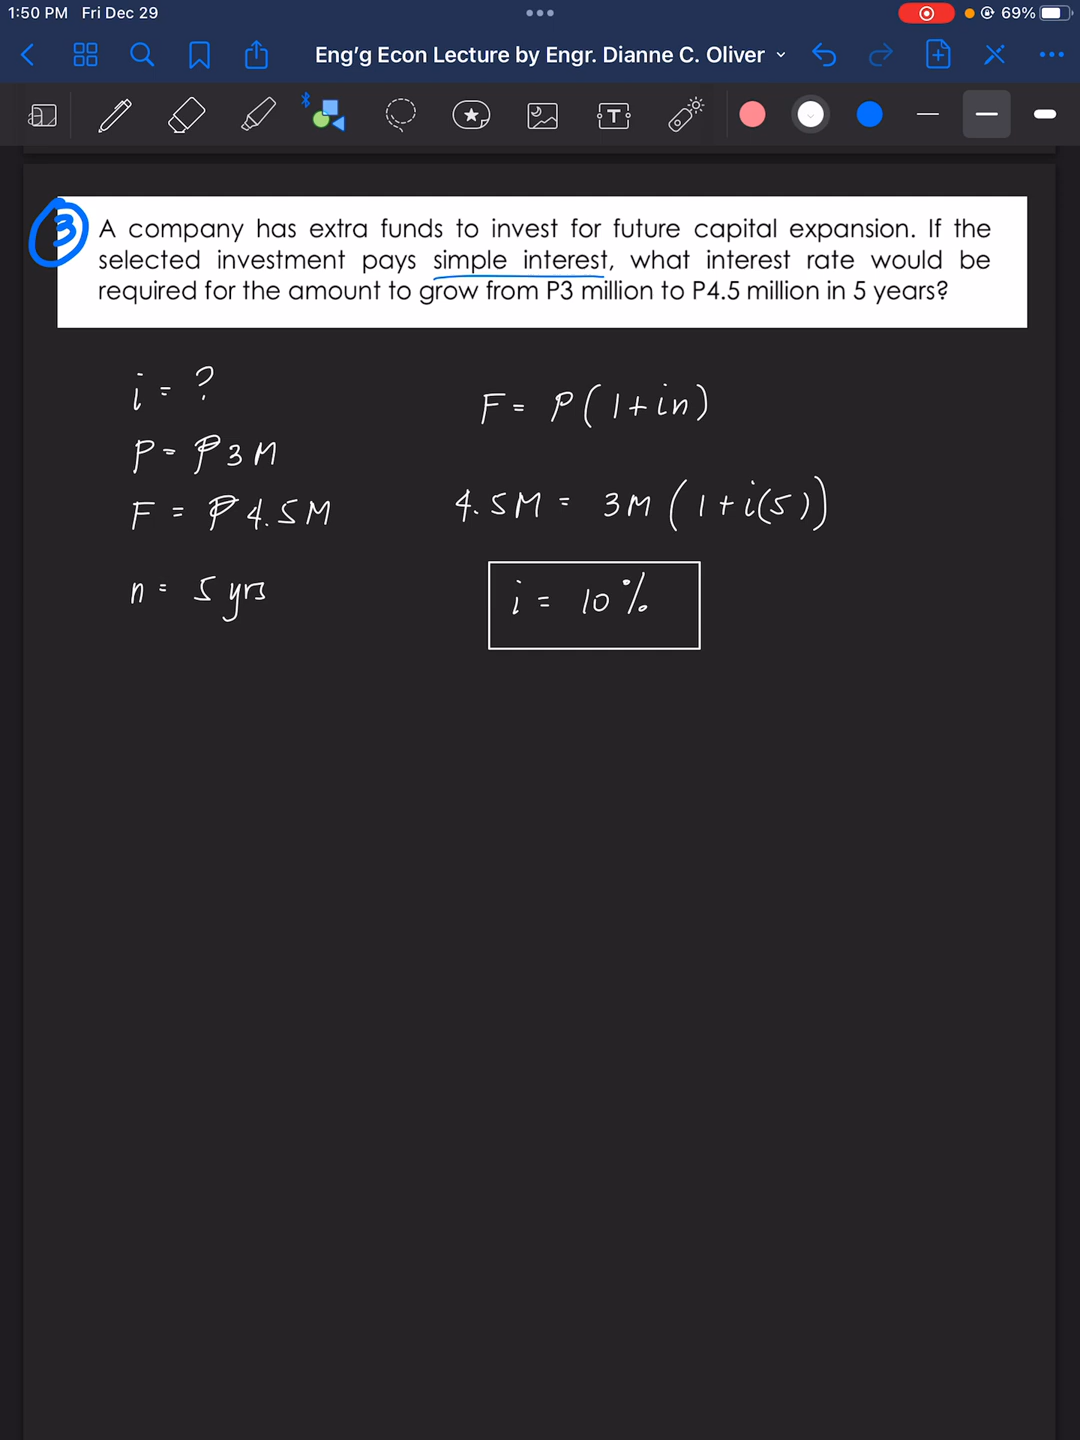 1:50 PM Fri Dec 29
69%
Eng'g Econ Lecture by Engr. Dianne C. Oliver
T
3
A company has extra funds to invest for future capital expansion. If the
selected investment pays simple interest, what interest rate would be
required for the amount to grow from P3 million to P4.5 million in 5 years?
i = ?
P = ₱3M
F = ₱4.5M
n = 5 yrs
F = P(1+in)
4.5M = 3M(1+i(5))
i = 10%